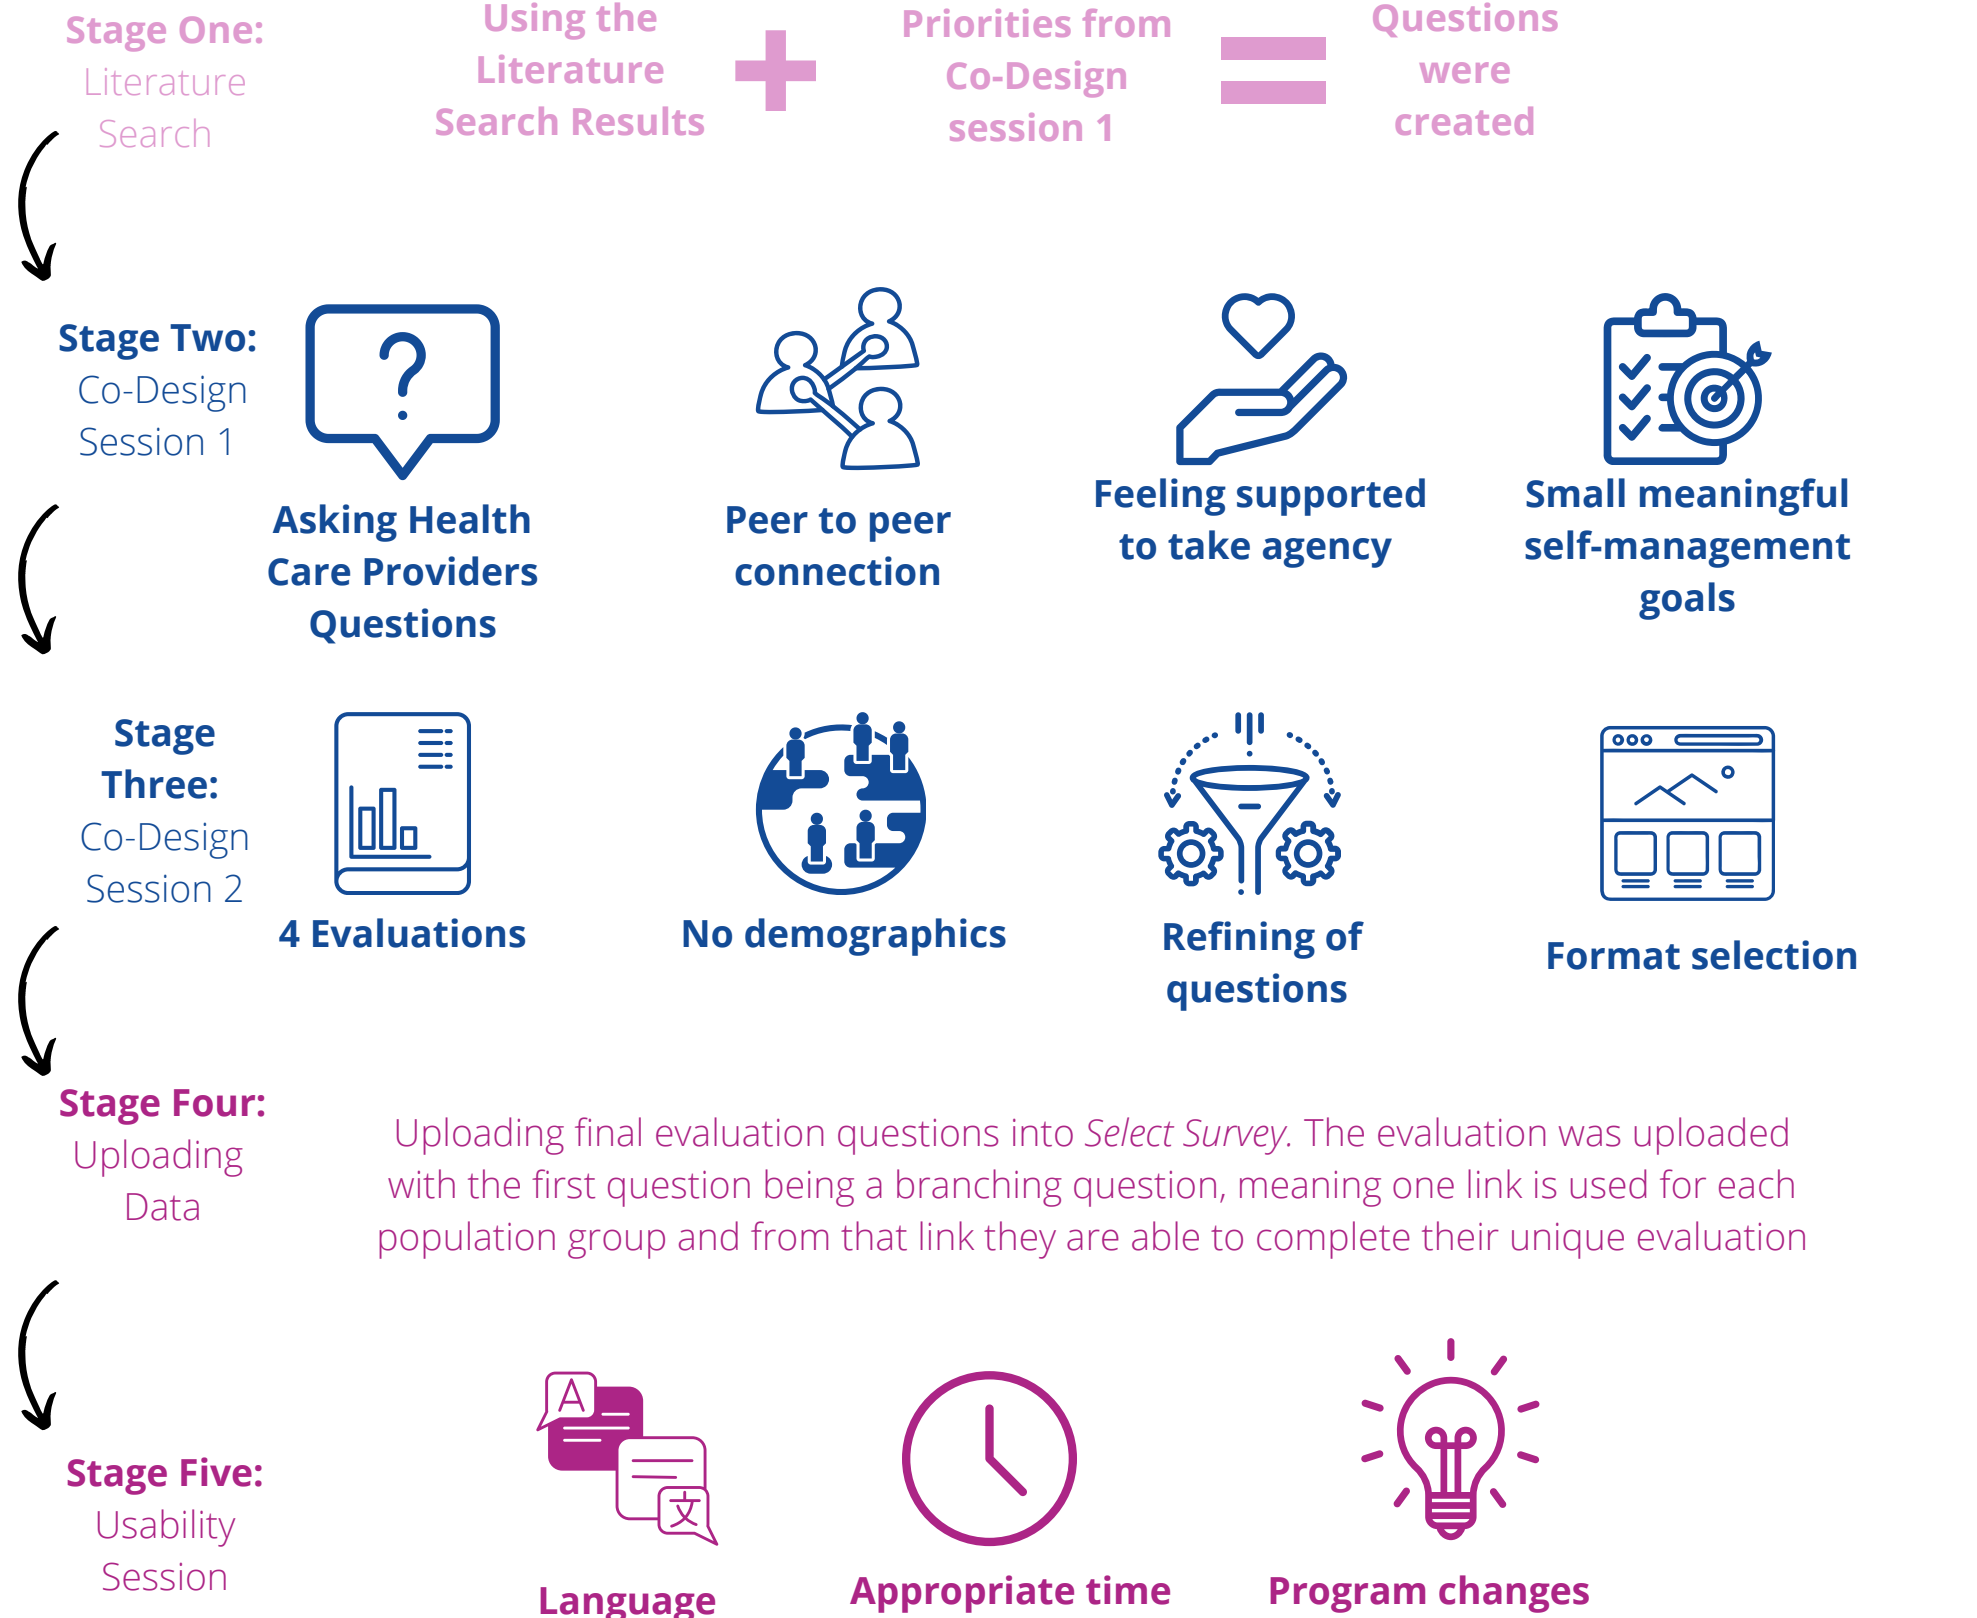 Stage One:
Literature
Search
Using the
Literature
Search Results
+
Priorities from
Co-Design
session 1
=
Questions
were
created
Stage Two:
Co-Design
Session 1
?
Asking Health
Care Providers
Questions
Peer to peer
connection
Feeling supported
to take agency
Small meaningful
self-management
goals
Stage
Three:
Co-Design
Session 2
4 Evaluations
No demographics
Refining of
questions
Format selection
Stage Four:
Uploading
Data
Uploading final evaluation questions into Select Survey. The evaluation was uploaded
with the first question being a branching question, meaning one link is used for each
population group and from that link they are able to complete their unique evaluation
Stage Five:
Usability
Session
A
文
Language
Appropriate time
Program changes